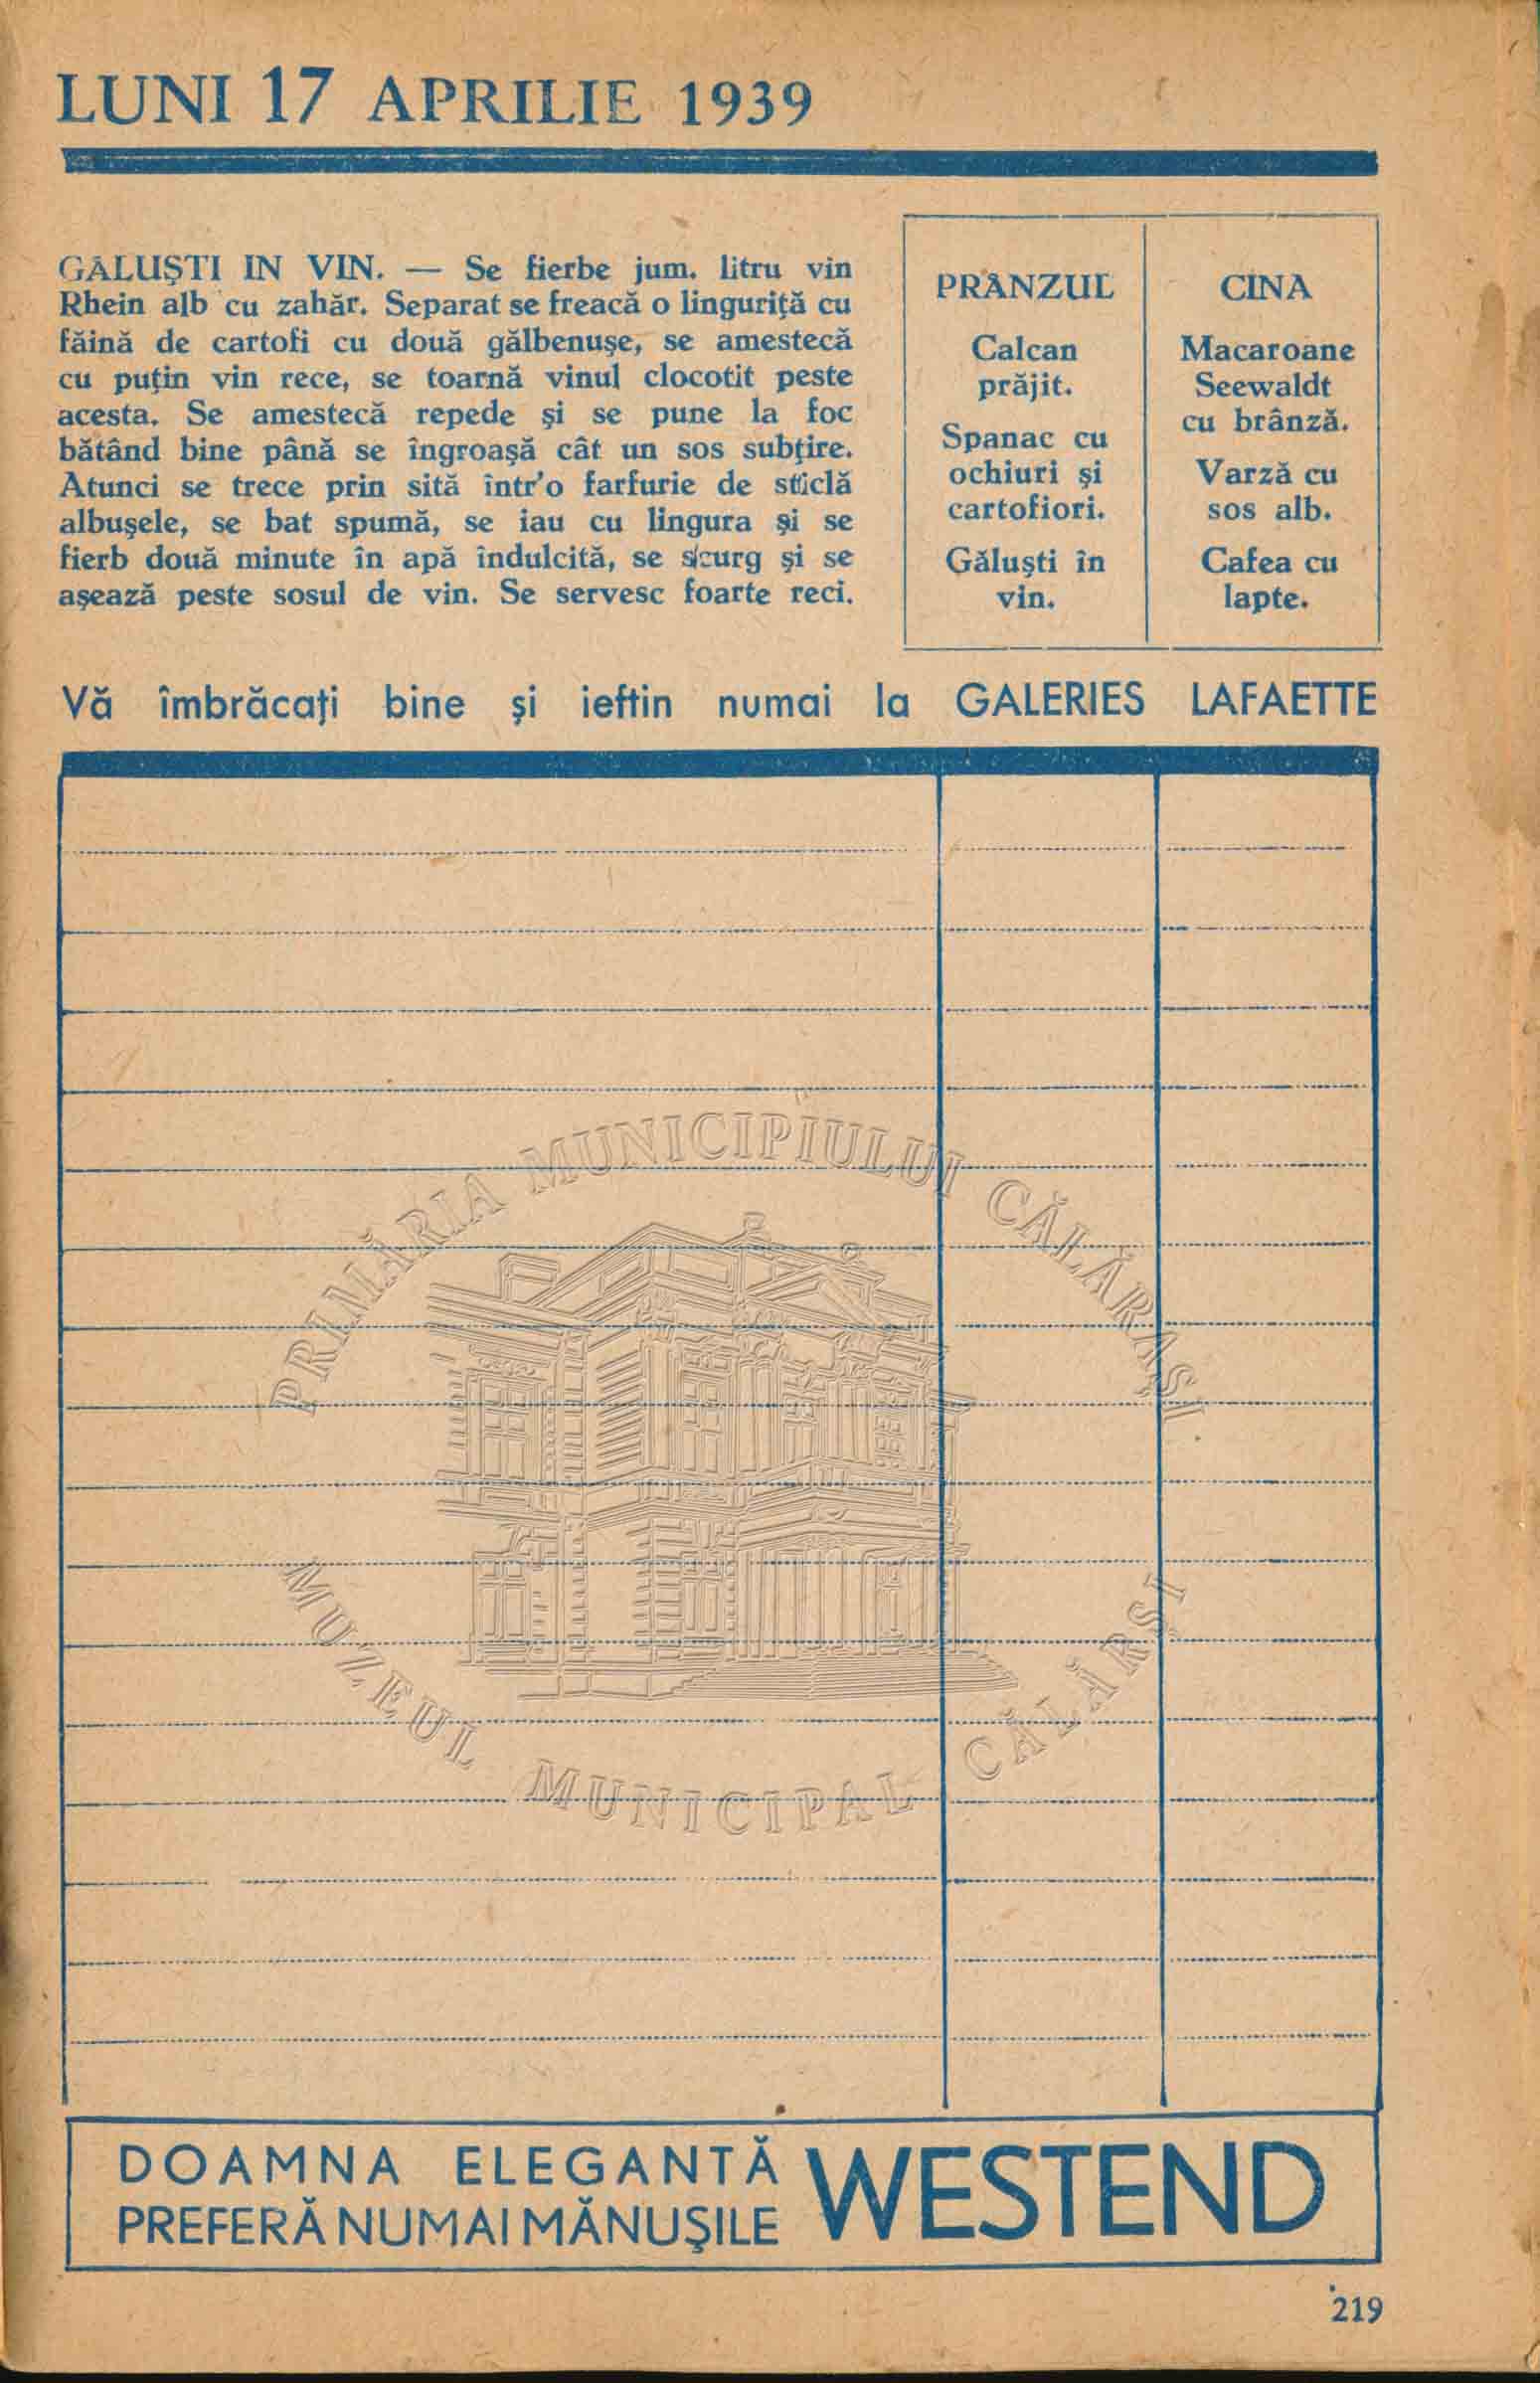 LUNI 17 APRILIE 1939
GĂLUŞTI IN VIN. — Se fierbe jum. litru vin
Rhein alb cu zahăr. Separat se freacă o linguriţă cu
făină de cartofi cu două gălbenuşe, se amestecă
cu puţin vin rece, se toarnă vinul clocotit peste
acesta. Se amestecă repede şi se pune la foc
bătând bine până se îngroaşă cât un sos subţire.
Atunci se trece prin sită într'o farfurie de sticlă
albuşele, se bat spumă, se iau cu lingura şi se
fierb două minute în apă îndulcită, se scurg şi se
aşează peste sosul de vin. Se servesc foarte reci.
PRÂNZUL
Calcan
prăjit.
Spanac cu
ochiuri şi
cartofiori.
Găluşti în
vin.
CINA
Macaroane
Seewaldt
cu brânză.
Varză cu
sos alb.
Cafea cu
lapte.
Vă îmbrăcaţi bine şi ieftin numai la GALERIES LAFAETTE
PRIMĂRIA MUNICIPIULUI CĂLĂRAȘI
MUZEUL MUNICIPAL CĂLĂRȘI
DOAMNA ELEGANTĂ
PREFERĂ NUMAI MĂNUŞILE
WESTEND
219